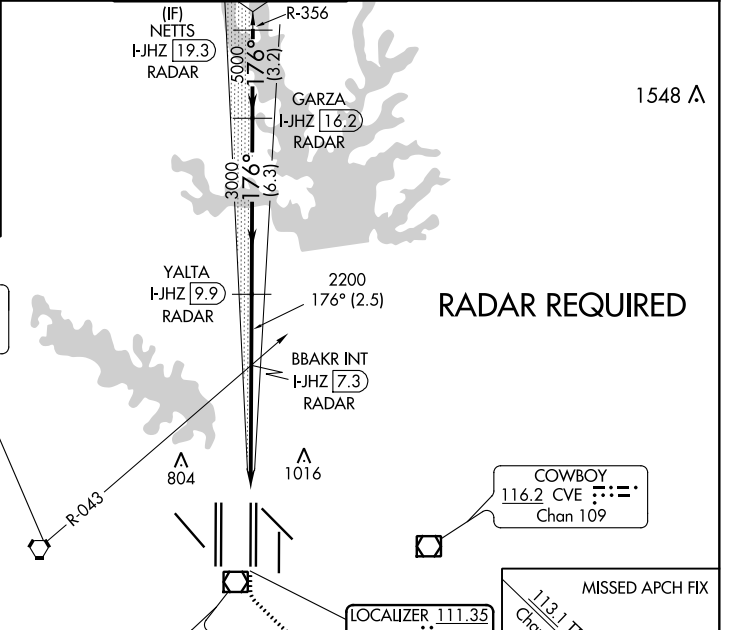 (IF)
NETTS
I-JHZ 19.3
RADAR
R-356
5000
176°
(3.2)
GARZA
I-JHZ 16.2
RADAR
1548
3000
176°
(6.3)
YALTA
I-JHZ 9.9
RADAR
2200
176° (2.5)
RADAR REQUIRED
BBAKR INT
I-JHZ 7.3
RADAR
804
1016
R-043
COWBOY
116.2 CVE
Chan 109
MISSED APCH FIX
LOCALIZER 111.35
113.1